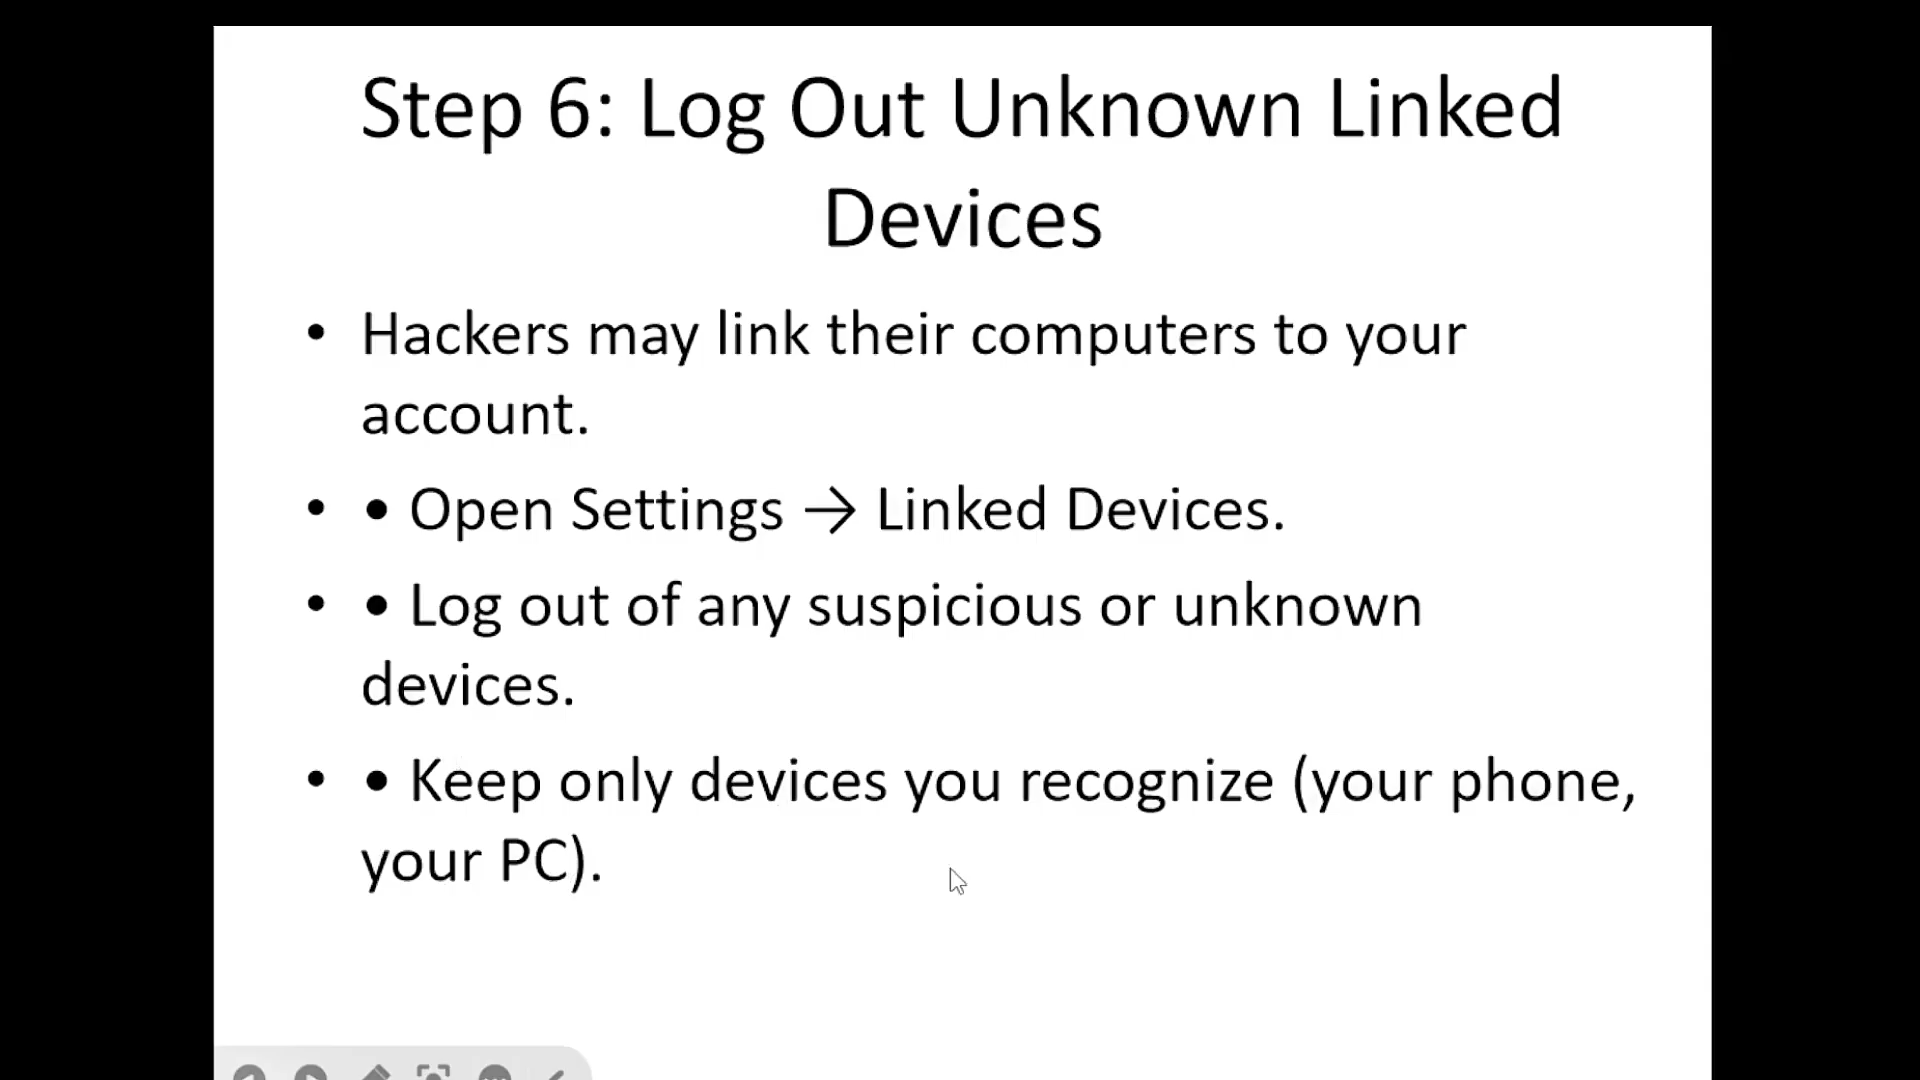 Step 6: Log Out Unknown Linked
Devices
• Hackers may link their computers to your
account.
• • Open Settings → Linked Devices.
• • Log out of any suspicious or unknown
devices.
• • Keep only devices you recognize (your phone,
your PC).